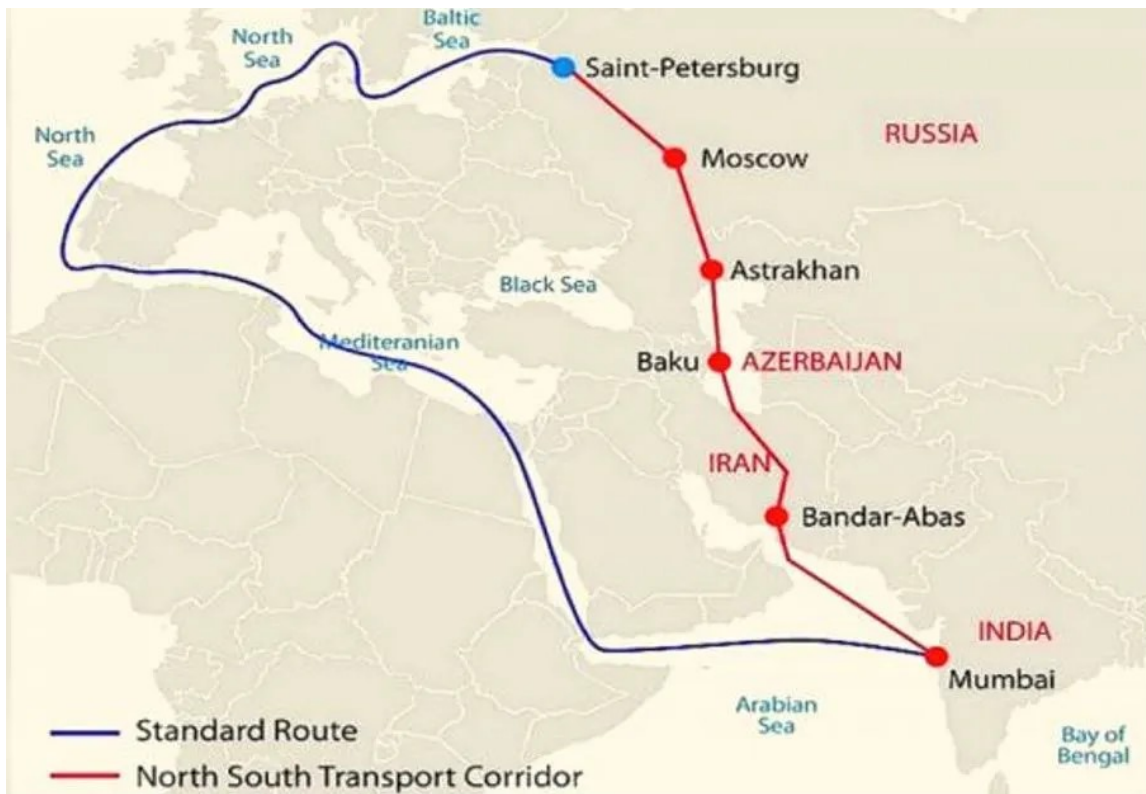 Baltic
Sea
North
Sea
Saint-Petersburg
North
Sea
RUSSIA
Moscow
Astrakhan
Black Sea
Mediteranian
Sea
Baku
AZERBAIJAN
IRAN
Bandar-Abas
INDIA
Mumbai
Arabian
Sea
Bay of
Bengal
Standard Route
North South Transport Corridor